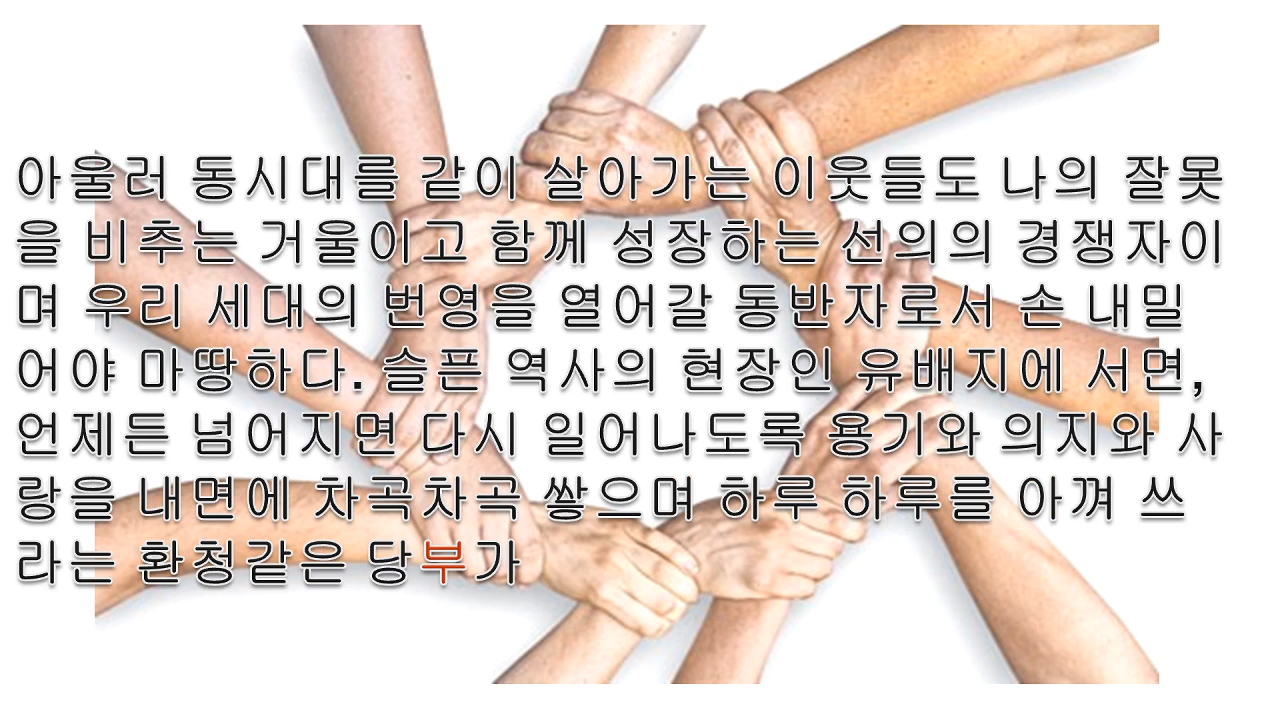 아울러 동시대를 같이 살아가는 이웃들도 나의 잘못
을 비추는 거울이고 함께 성장하는 선의의 경쟁자이
며 우리 세대의 번영을 열어갈 동반자로서 손 내밀
어야 마땅하다. 슬픈 역사의 현장인 유배지에 서면,
언제든 넘어지면 다시 일어나도록 용기와 의지와 사
랑을 내면에 차곡차곡 쌓으며 하루 하루를 아껴 쓰
라는 환청같은 당부가